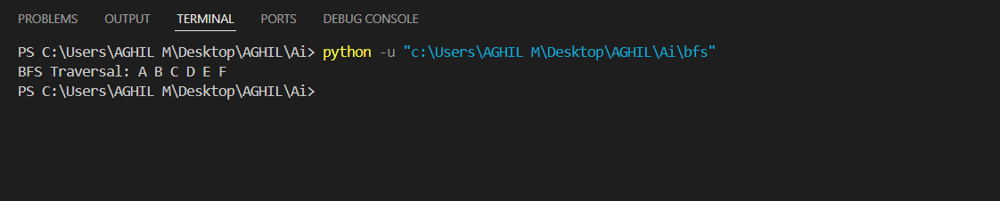 PROBLEMS OUTPUT TERMINAL PORTS DEBUG CONSOLE
PS C:\Users\AGHIL M\Desktop\AGHIL\Ai> python -u "c:\Users\AGHIL M\Desktop\AGHIL\Ai\bfs"
BFS Traversal: A B C D E F
PS C:\Users\AGHIL M\Desktop\AGHIL\Ai>